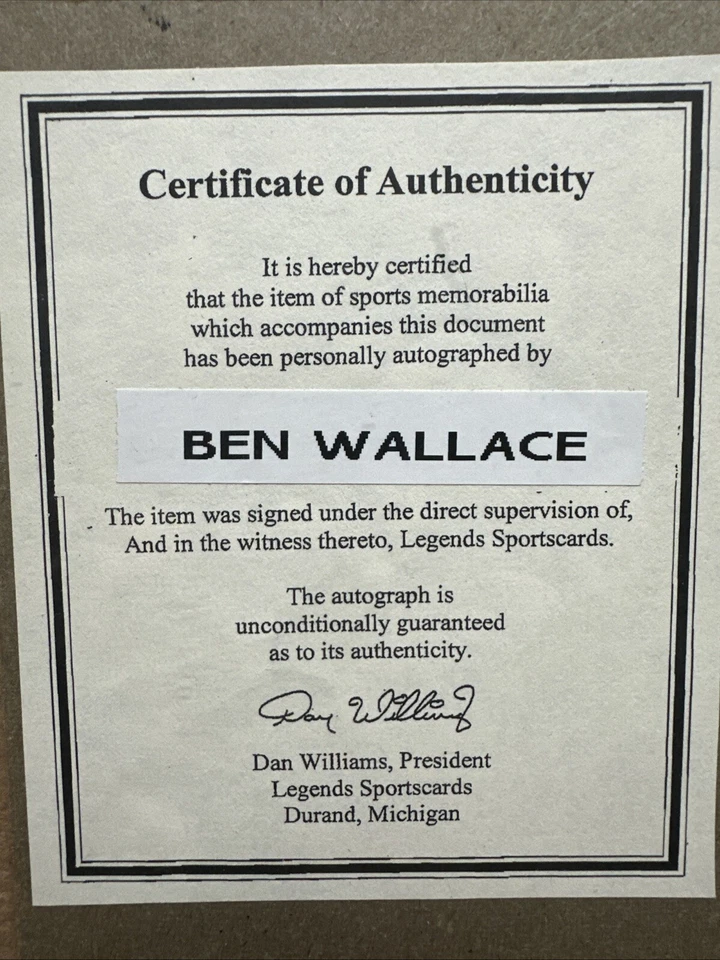 Certificate of Authenticity
It is hereby certified
that the item of sports memorabilia
which accompanies this document
has been personally autographed by
BEN WALLACE
The item was signed under the direct supervision of,
And in the witness thereto, Legends Sportscards.
The autograph is
unconditionally guaranteed
as to its authenticity.
Dan Williams
Dan Williams, President
Legends Sportscards
Durand, Michigan